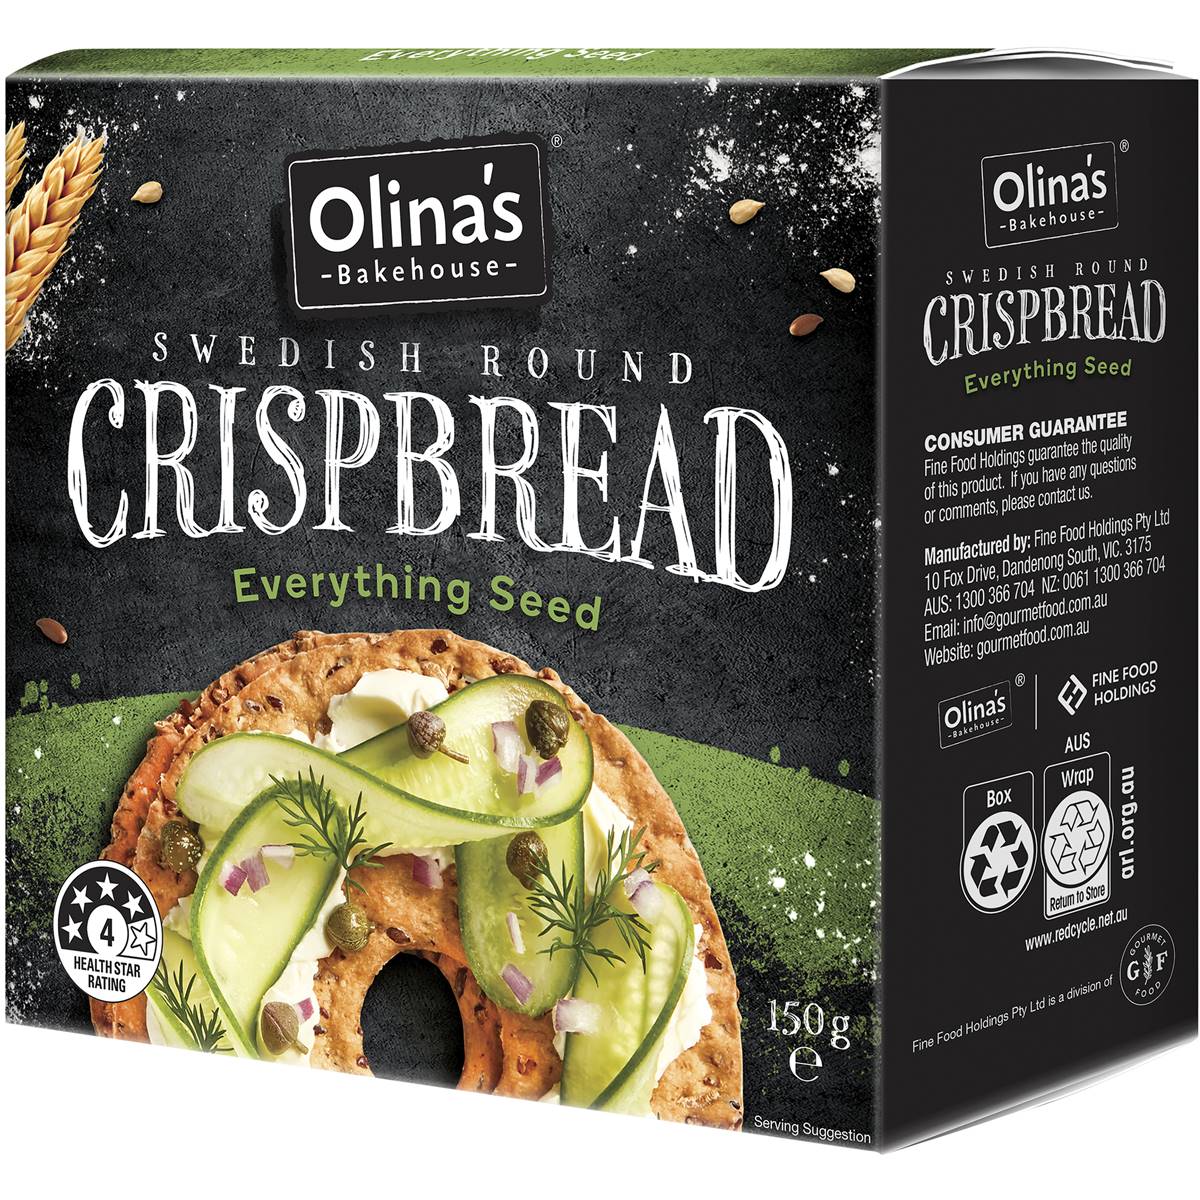 Everything Seed
Olina's
®
-Bakehouse-
SWEDISH ROUND
CRISPBREAD
Everything Seed
4
HEALTH STAR
RATING
150g
e
Serving Suggestion
Olina's
®
-Bakehouse-
SWEDISH ROUND
CRISPBREAD
Everything Seed
CONSUMER GUARANTEE
Fine Food Holdings guarantee the quality
of this product. If you have any questions
or comments, please contact us.
Manufactured by: Fine Food Holdings Pty Ltd
10 Fox Drive, Dandenong South, VIC. 3175
AUS: 1300 366 704 NZ: 0061 1300 366 704
Email: info@gourmetfood.com.au
Website: gourmetfood.com.au
Olina's
®
-Bakehouse-
FINE FOOD
HOLDINGS
AUS
Box
Wrap
Return to Store
arl.org.au
www.redcycle.net.au
Fine Food Holdings Pty Ltd is a division of
GOURMET
G F
FOOD